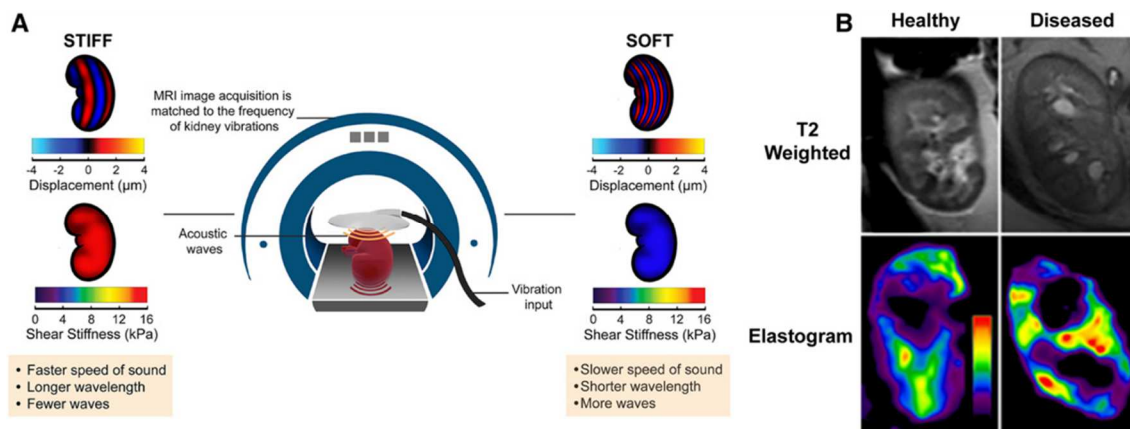 A
STIFF
-4 -2 0 2 4
Displacement (μm)
0 4 8 12 16
Shear Stiffness (kPa)
• Faster speed of sound
• Longer wavelength
• Fewer waves
MRI image acquisition is
matched to the frequency
of kidney vibrations
Acoustic
waves
Vibration
input
SOFT
-4 -2 0 2 4
Displacement (μm)
0 4 8 12 16
Shear Stiffness (kPa)
•Slower speed of sound
•Shorter wavelength
•More waves
B
Healthy
Diseased
T2
Weighted
Elastogram